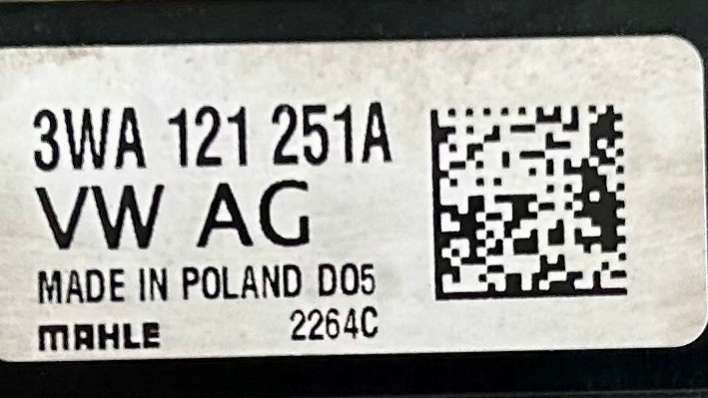 3WA 121 251A
VW AG
MADE IN POLAND D05
MAHLE 2264C